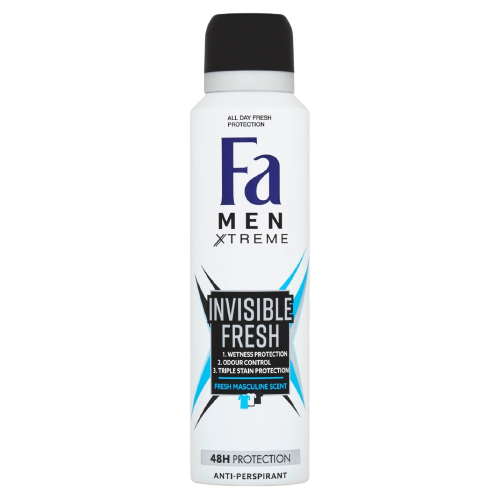 ALL DAY FRESH
PROTECTION
Fa
MEN
XTREME
INVISIBLE
FRESH
1. WETNESS PROTECTION
2. ODOUR CONTROL
3. TRIPLE STAIN PROTECTION
FRESH MASCULINE SCENT
48H PROTECTION
ANTI-PERSPIRANT